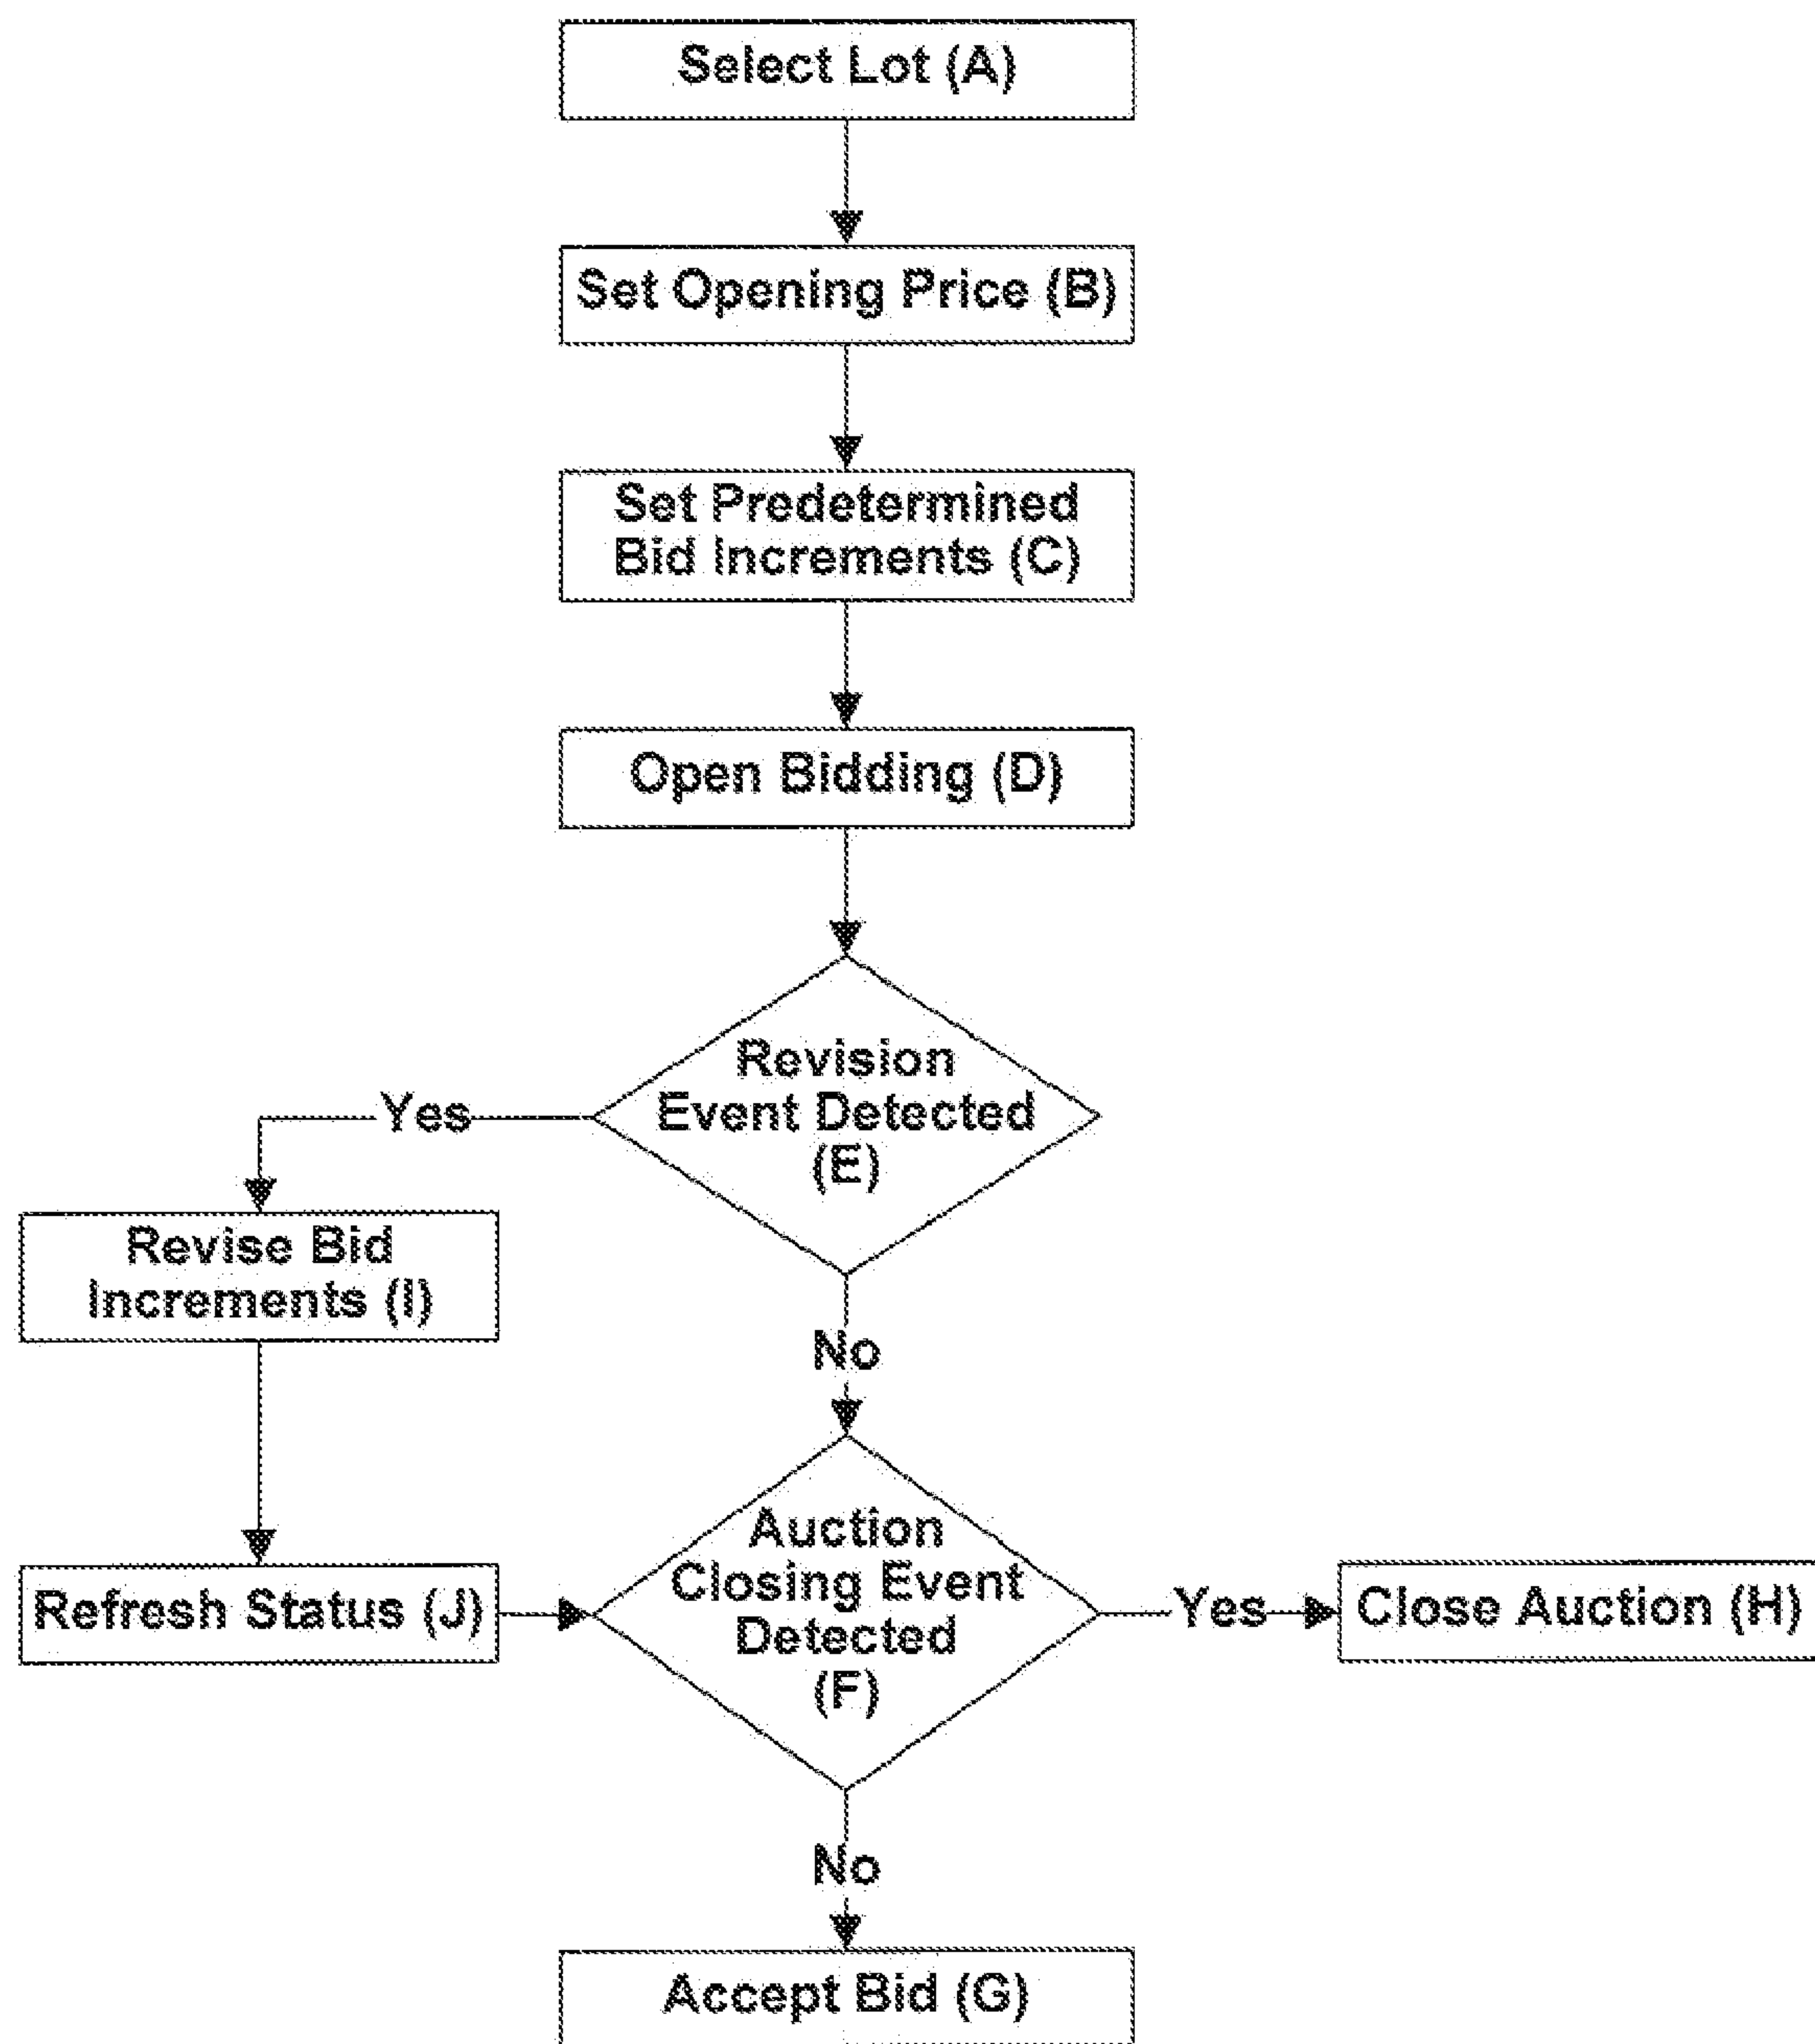 Select Lot (A)
Set Opening Price (B)
Set Predetermined
Bid Increments (C)
Open Bidding (D)
Revision
Event Detected
(E)
Yes
Revise Bid
Increments (I)
No
Auction
Closing Event
Detected
(F)
Refresh Status (J)
Yes
Close Auction (H)
No
Accept Bid (G)